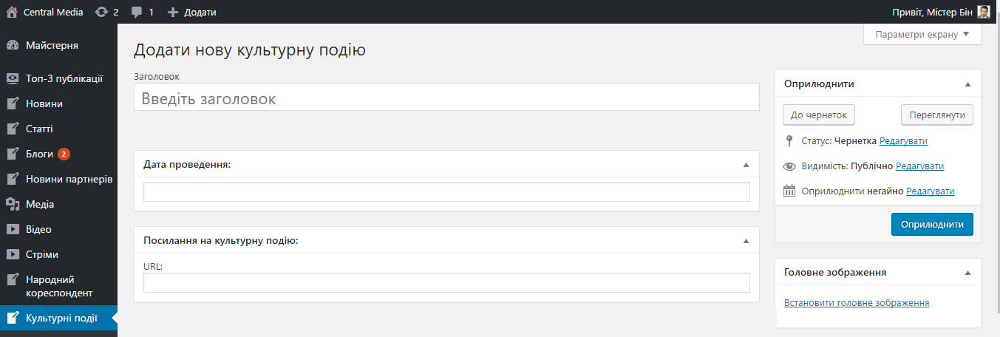 Central Media 2 1 Додати Привіт, Містер Бін
Параметри екрану
Майстерня
Топ-3 публікації
Новини
Статті
Блоги 2
Новини партнерів
Медіа
Відео
Стріми
Народний
кореспондент
Культурні події
Додати нову культурну подію
Заголовок
Введіть заголовок
Дата проведення:
Посилання на культурну подію:
URL:
Оприлюднити
До чернеток Переглянути
Статус: Чернетка Редагувати
Видимість: Публічно Редагувати
Оприлюднити негайно Редагувати
Оприлюднити
Головне зображення
Встановити головне зображення